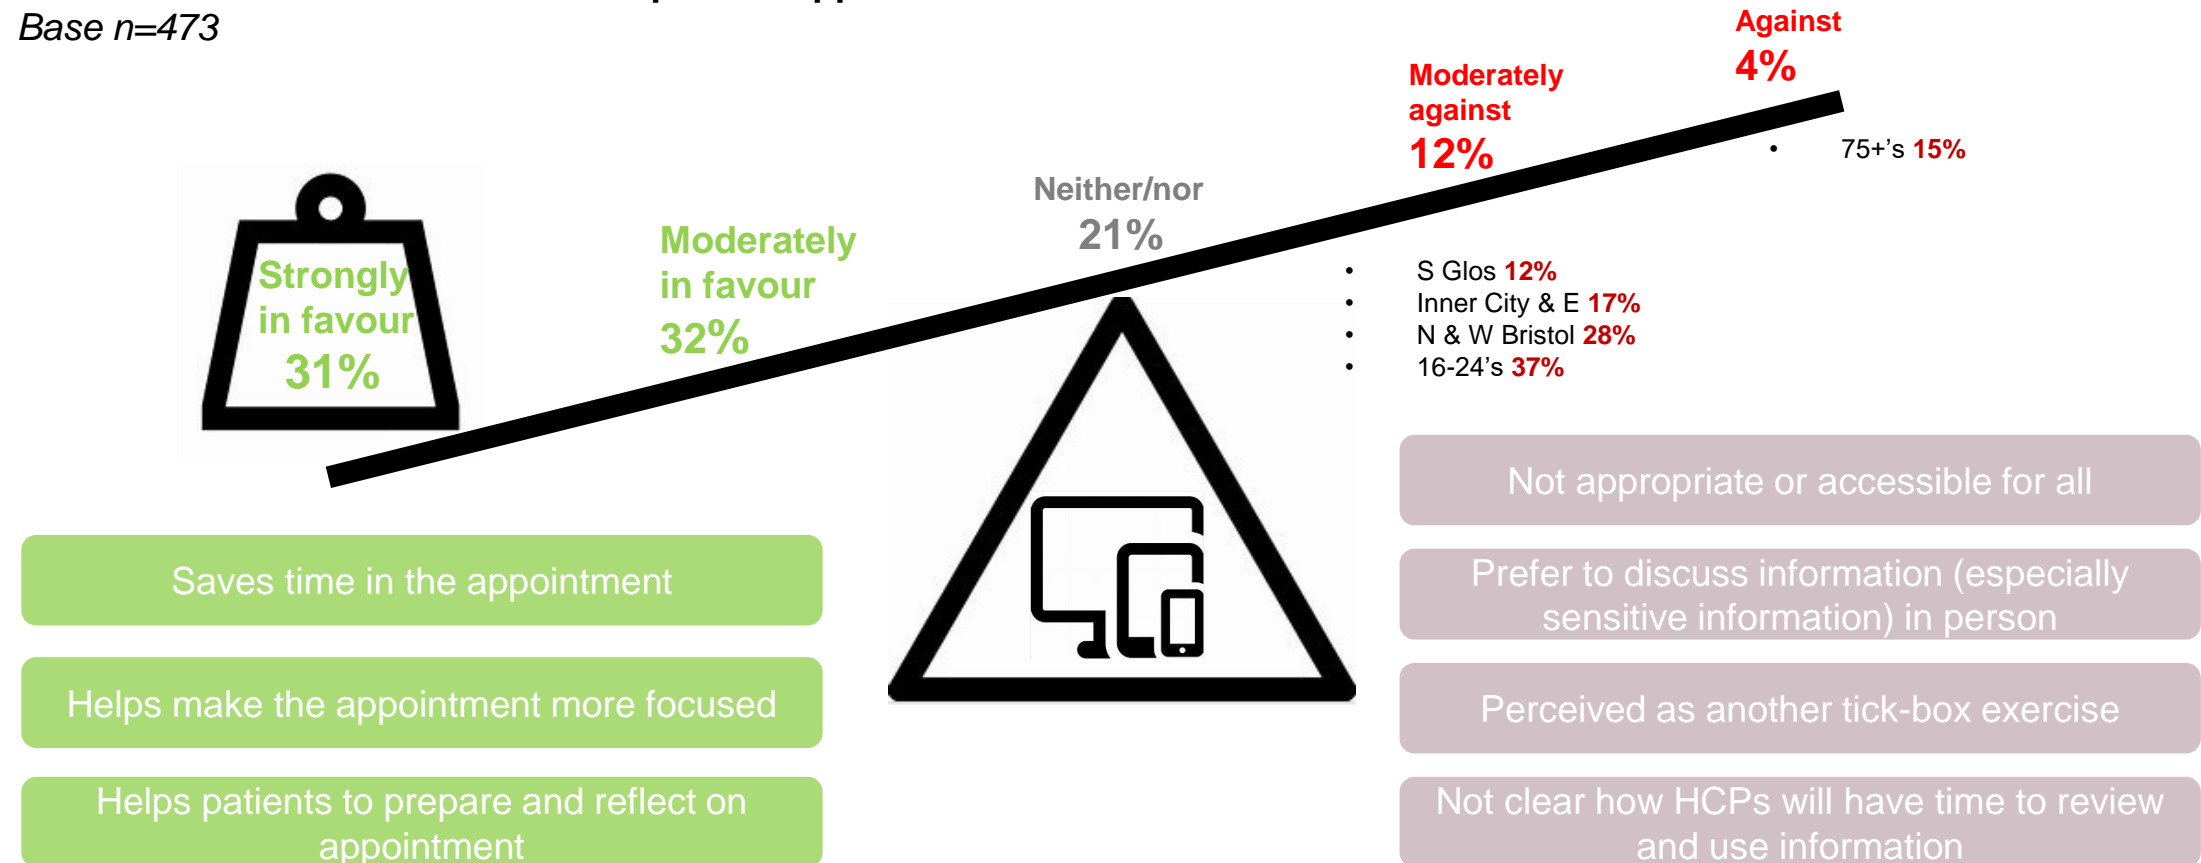 Base n=473
Against
4%
Moderately
against
12%
75+'s 15%
Neither/nor
21%
Moderately
in favour
32%
Strongly
in favour
31%
S Glos 12%
Inner City & E 17%
N & W Bristol 28%
16-24's 37%
Saves time in the appointment
Helps make the appointment more focused
Helps patients to prepare and reflect on
appointment
Not appropriate or accessible for all
Prefer to discuss information (especially
sensitive information) in person
Perceived as another tick-box exercise
Not clear how HCPs will have time to review
and use information